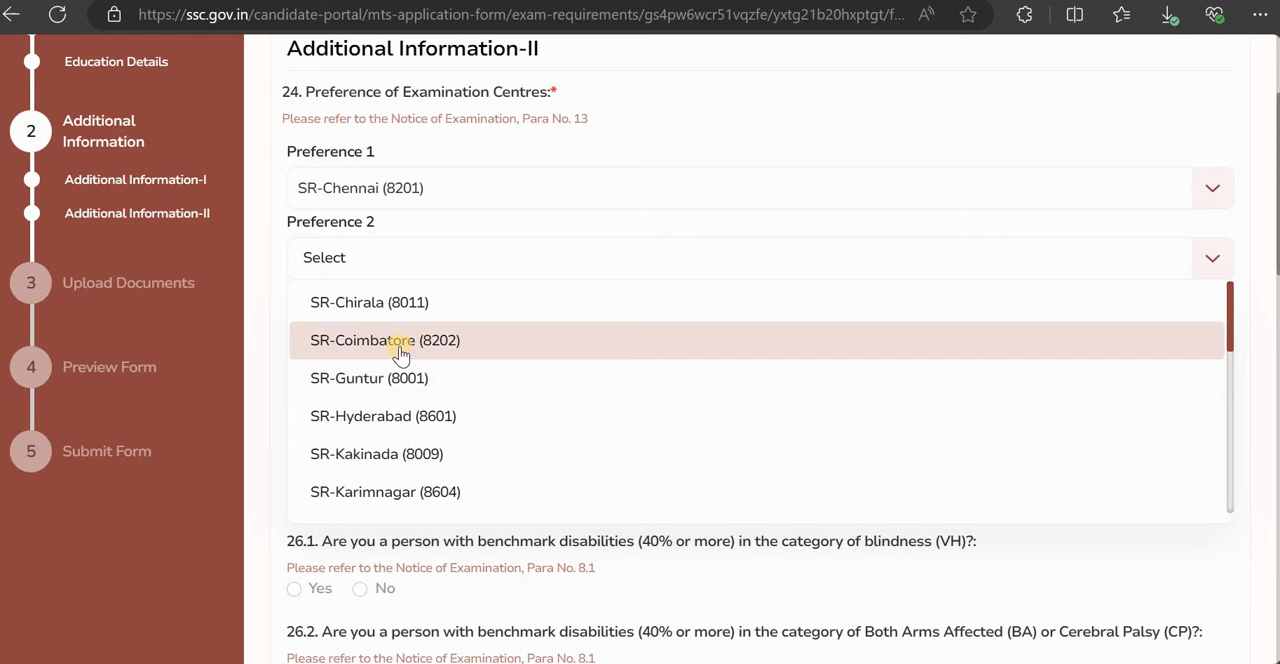 https://ssc.gov.in/candidate-portal/mts-application-form/exam-requirements/gs4pw6wcr51vqzfe/yxtg21b20hxptgt/f...
Education Details
2
Additional
Information
Additional Information-I
Additional Information-II
3
Upload Documents
4
Preview Form
5
Submit Form
Additional Information-II
24. Preference of Examination Centres:*
Please refer to the Notice of Examination, Para No. 13
Preference 1
SR-Chennai (8201)
Preference 2
Select
SR-Chirala (8011)
SR-Coimbatore (8202)
SR-Guntur (8001)
SR-Hyderabad (8601)
SR-Kakinada (8009)
SR-Karimnagar (8604)
26.1. Are you a person with benchmark disabilities (40% or more) in the category of blindness (VH)?:
Please refer to the Notice of Examination, Para No. 8.1
Yes No
26.2. Are you a person with benchmark disabilities (40% or more) in the category of Both Arms Affected (BA) or Cerebral Palsy (CP)?:
Please refer to the Notice of Examination, Para No. 8.1